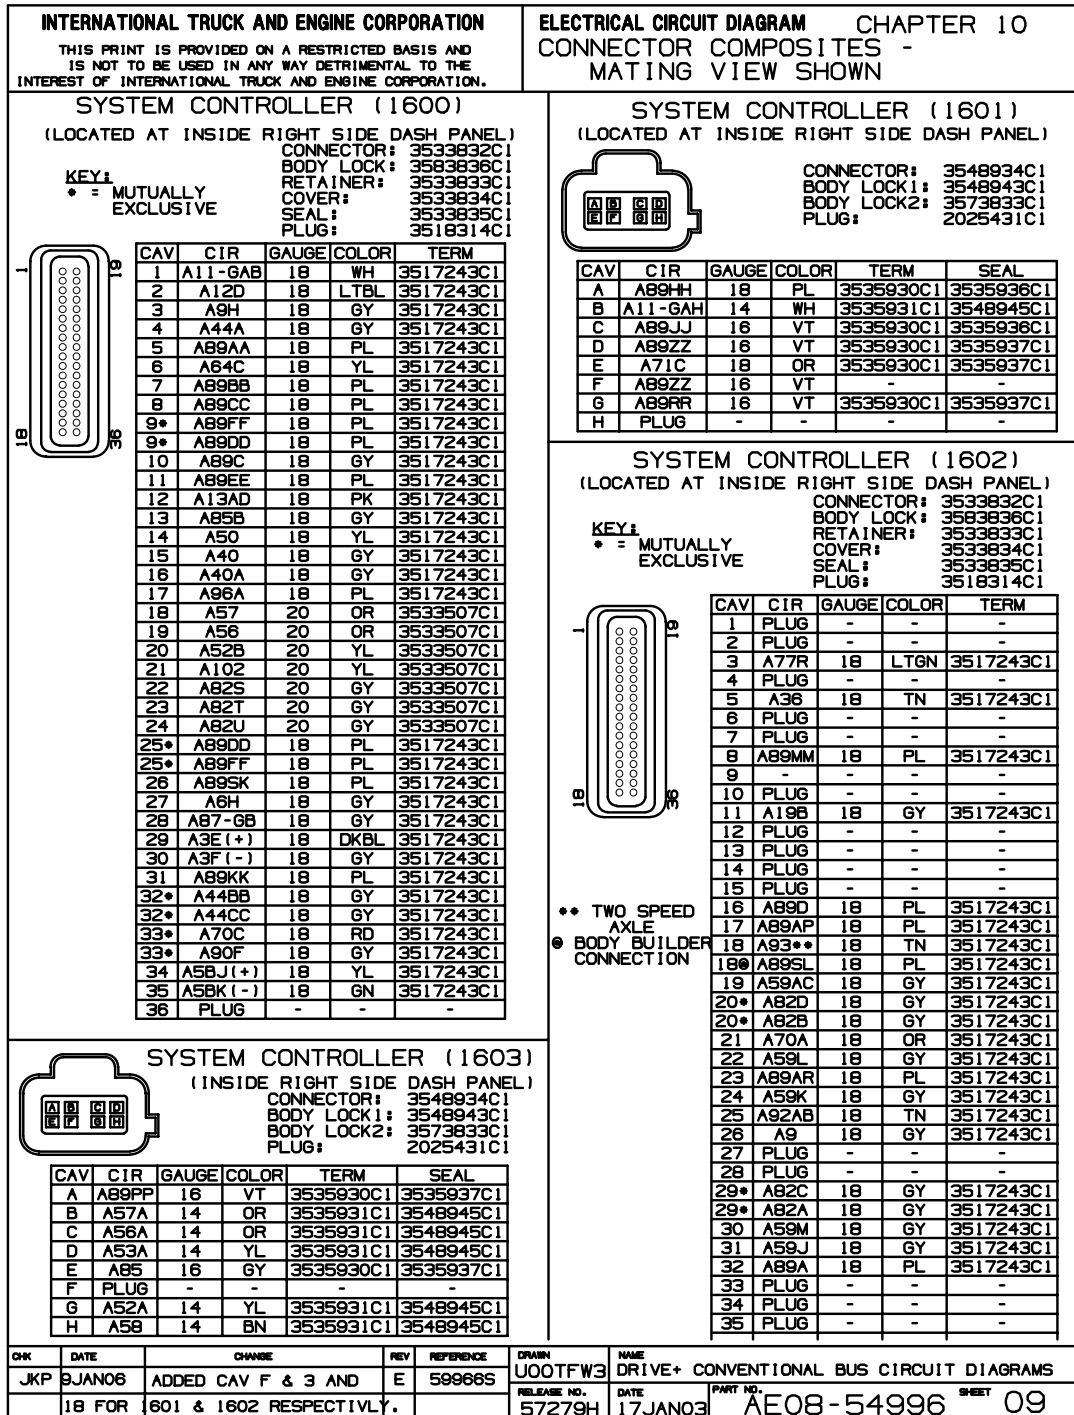 INTERNATIONAL TRUCK AND ENGINE CORPORATION
THIS PRINT IS PROVIDED ON A RESTRICTED BASIS AND
IS NOT TO BE USED IN ANY WAY DETRIMENTAL TO THE
INTEREST OF INTERNATIONAL TRUCK AND ENGINE CORPORATION.
ELECTRICAL CIRCUIT DIAGRAM CHAPTER 10
CONNECTOR COMPOSITES -
MATING VIEW SHOWN
SYSTEM CONTROLLER (1600)
(LOCATED AT INSIDE RIGHT SIDE DASH PANEL)
CONNECTOR: 3533832C1
BODY LOCK: 3583836C1
RETAINER: 3533833C1
COVER: 3533834C1
SEAL: 3533835C1
PLUG: 3518314C1
KEY:
* = MUTUALLY
EXCLUSIVE
1 19
18 36
CAV CIR GAUGE COLOR TERM
1 A11-GAB 18 WH 3517243C1
2 A12D 18 LTBL 3517243C1
3 A9H 18 GY 3517243C1
4 A44A 18 GY 3517243C1
5 A89AA 18 PL 3517243C1
6 A64C 18 YL 3517243C1
7 A89BB 18 PL 3517243C1
8 A89CC 18 PL 3517243C1
9* A89FF 18 PL 3517243C1
9* A89DD 18 PL 3517243C1
10 A89C 18 GY 3517243C1
11 A89EE 18 PL 3517243C1
12 A13AD 18 PK 3517243C1
13 A85B 18 GY 3517243C1
14 A50 18 YL 3517243C1
15 A40 18 GY 3517243C1
16 A40A 18 GY 3517243C1
17 A96A 18 PL 3517243C1
18 A57 20 OR 3533507C1
19 A56 20 OR 3533507C1
20 A52B 20 YL 3533507C1
21 A102 20 YL 3533507C1
22 A82S 20 GY 3533507C1
23 A82T 20 GY 3533507C1
24 A82U 20 GY 3533507C1
25* A89DD 18 PL 3517243C1
25* A89FF 18 PL 3517243C1
26 A89SK 18 PL 3517243C1
27 A6H 18 GY 3517243C1
28 A87-GB 18 GY 3517243C1
29 A3E(+) 18 DKBL 3517243C1
30 A3F(-) 18 GY 3517243C1
31 A89KK 18 PL 3517243C1
32* A44BB 18 GY 3517243C1
32* A44CC 18 GY 3517243C1
33* A70C 18 RD 3517243C1
33* A90F 18 GY 3517243C1
34 A5BJ(+) 18 YL 3517243C1
35 A5BK(-) 18 GN 3517243C1
36 PLUG - - -
SYSTEM CONTROLLER (1603)
(INSIDE RIGHT SIDE DASH PANEL)
CONNECTOR: 3548934C1
BODY LOCK1: 3548943C1
BODY LOCK2: 3573833C1
PLUG: 2025431C1
A B C D
E F G H
CAV CIR GAUGE COLOR TERM SEAL
A A89PP 16 VT 3535930C1 3535937C1
B A57A 14 OR 3535931C1 3548945C1
C A56A 14 OR 3535931C1 3548945C1
D A53A 14 YL 3535931C1 3548945C1
E A85 16 GY 3535930C1 3535937C1
F PLUG - - - -
G A52A 14 YL 3535931C1 3548945C1
H A58 14 BN 3535931C1 3548945C1
SYSTEM CONTROLLER (1601)
(LOCATED AT INSIDE RIGHT SIDE DASH PANEL)
CONNECTOR: 3548934C1
BODY LOCK1: 3548943C1
BODY LOCK2: 3573833C1
PLUG: 2025431C1
A B C D
E F G H
CAV CIR GAUGE COLOR TERM SEAL
A A89HH 18 PL 3535930C1 3535936C1
B A11-GAH 14 WH 3535931C1 3548945C1
C A89JJ 16 VT 3535930C1 3535936C1
D A89ZZ 16 VT 3535930C1 3535937C1
E A71C 18 OR 3535930C1 3535937C1
F A89ZZ 16 VT - -
G A89RR 16 VT 3535930C1 3535937C1
H PLUG - - - -
SYSTEM CONTROLLER (1602)
(LOCATED AT INSIDE RIGHT SIDE DASH PANEL)
CONNECTOR: 3533832C1
BODY LOCK: 3583836C1
RETAINER: 3533833C1
COVER: 3533834C1
SEAL: 3533835C1
PLUG: 3518314C1
KEY:
* = MUTUALLY
EXCLUSIVE
1 19
18 36
** TWO SPEED
AXLE
@ BODY BUILDER
CONNECTION
CAV CIR GAUGE COLOR TERM
1 PLUG - - -
2 PLUG - - -
3 A77R 18 LTGN 3517243C1
4 PLUG - - -
5 A36 18 TN 3517243C1
6 PLUG - - -
7 PLUG - - -
8 A89MM 18 PL 3517243C1
9 - - - -
10 PLUG - - -
11 A19B 18 GY 3517243C1
12 PLUG - - -
13 PLUG - - -
14 PLUG - - -
15 PLUG - - -
16 A89D 18 PL 3517243C1
17 A89AP 18 PL 3517243C1
18 A93** 18 TN 3517243C1
18@ A89SL 18 PL 3517243C1
19 A59AC 18 GY 3517243C1
20* A82D 18 GY 3517243C1
20* A82B 18 GY 3517243C1
21 A70A 18 OR 3517243C1
22 A59L 18 GY 3517243C1
23 A89AR 18 PL 3517243C1
24 A59K 18 GY 3517243C1
25 A92AB 18 TN 3517243C1
26 A9 18 GY 3517243C1
27 PLUG - - -
28 PLUG - - -
29* A82C 18 GY 3517243C1
29* A82A 18 GY 3517243C1
30 A59M 18 GY 3517243C1
31 A59J 18 GY 3517243C1
32 A89A 18 PL 3517243C1
33 PLUG - - -
34 PLUG - - -
35 PLUG - - -
CHK DATE CHANGE REV REFERENCE
JKP 9JAN06 ADDED CAV F & 3 AND E 59966S
18 FOR 1601 & 1602 RESPECTIVLY.
DRAWN U00TFW3
NAME DRIVE+ CONVENTIONAL BUS CIRCUIT DIAGRAMS
RELEASE NO. 57279H
DATE 17JAN03
PART NO. AE08-54996
SHEET 09